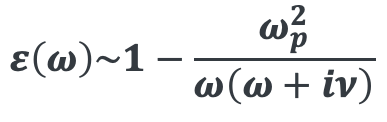 ε(ω)~1 − ω_p^2 / ω(ω + iν)